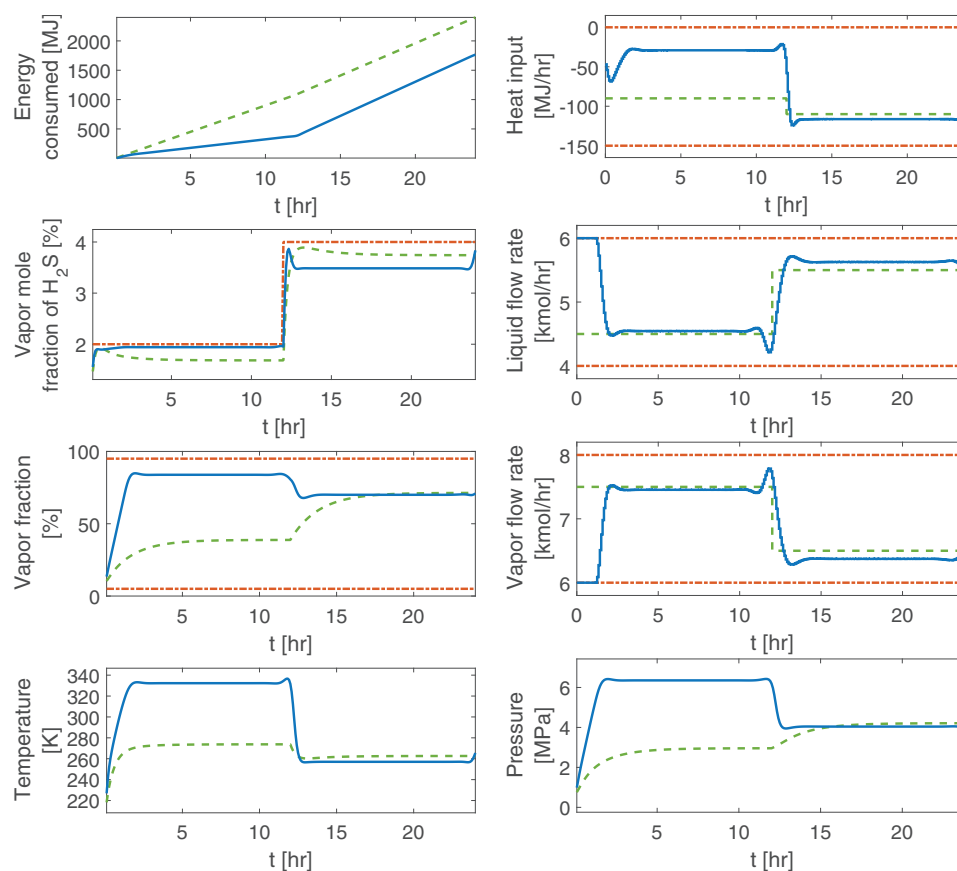 Energy
consumed [MJ]
2000
1500
1000
500
5 10 15 20
t [hr]
Heat input
[MJ/hr]
0
-50
-100
-150
0 5 10 15 20
t [hr]
Vapor mole
fraction of H_2S [%]
4
3
2
5 10 15 20
t [hr]
Liquid flow rate
[kmol/hr]
6
5
4
0 5 10 15 20
t [hr]
Vapor fraction
[%]
100
50
0
5 10 15 20
t [hr]
Vapor flow rate
[kmol/hr]
8
7
6
0 5 10 15 20
t [hr]
Temperature
[K]
340
320
300
280
260
240
220
5 10 15 20
t [hr]
Pressure
[MPa]
6
4
2
0
5 10 15 20
t [hr]